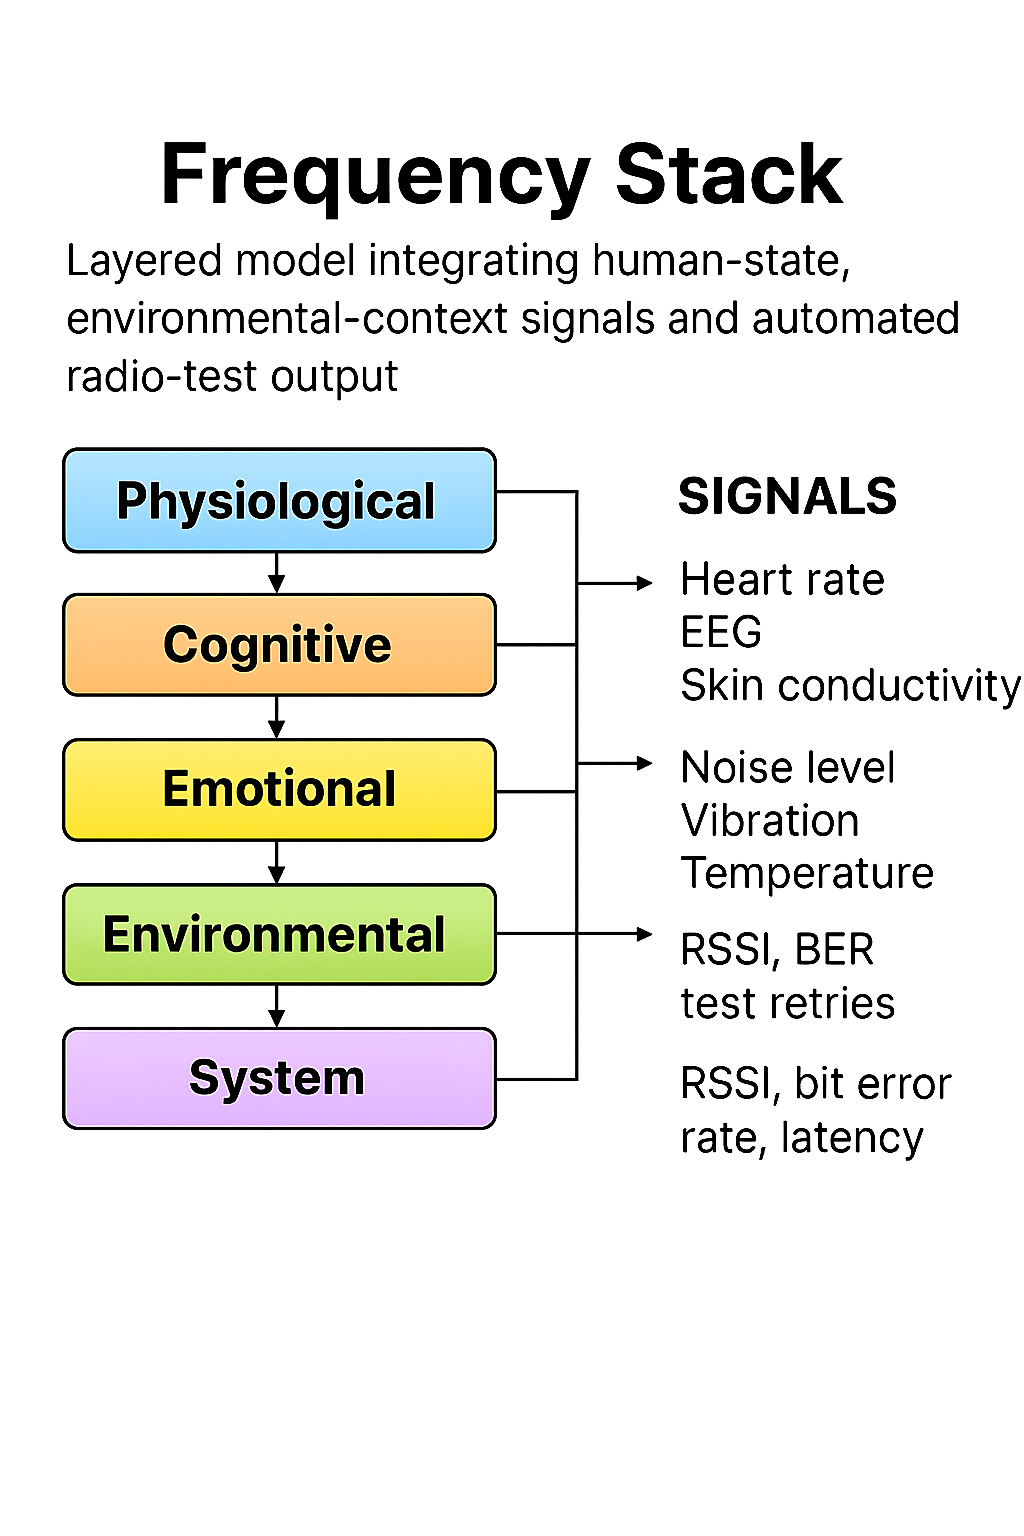 Frequency Stack
Layered model integrating human-state,
environmental-context signals and automated
radio-test output
Physiological
Cognitive
Emotional
Environmental
System
SIGNALS
Heart rate
EEG
Skin conductivity
Noise level
Vibration
Temperature
RSSI, BER
test retries
RSSI, bit error
rate, latency